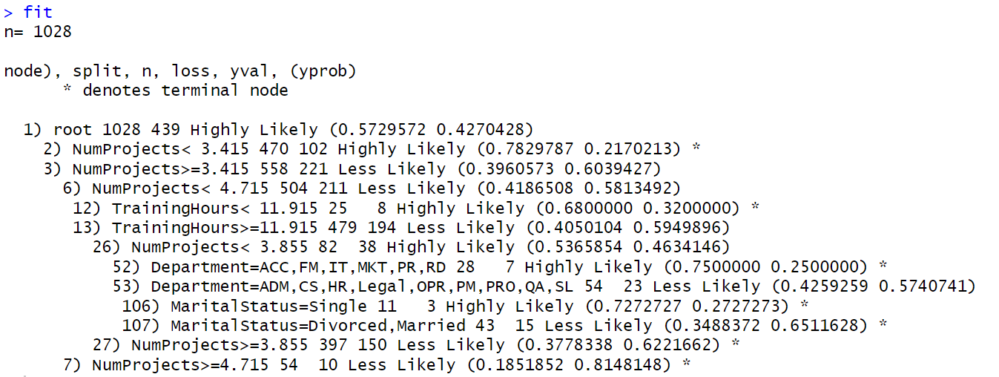 > fit
n= 1028
node), split, n, loss, yval, (yprob)
* denotes terminal node
1) root 1028 439 Highly Likely (0.5729572 0.4270428)
2) NumProjects< 3.415 470 102 Highly Likely (0.7829787 0.2170213) *
3) NumProjects>=3.415 558 221 Less Likely (0.3960573 0.6039427)
6) NumProjects< 4.715 504 211 Less Likely (0.4186508 0.5813492)
12) TrainingHours< 11.915 25   8 Highly Likely (0.6800000 0.3200000) *
13) TrainingHours>=11.915 479 194 Less Likely (0.4050104 0.5949896)
26) NumProjects< 3.855 82  38 Highly Likely (0.5365854 0.4634146)
52) Department=ACC,FM,IT,MKT,PR,RD 28   7 Highly Likely (0.7500000 0.2500000) *
53) Department=ADM,CS,HR,Legal,OPR,PM,PRO,QA,SL 54  23 Less Likely (0.4259259 0.5740741)
106) MaritalStatus=Single 11   3 Highly Likely (0.7272727 0.2727273) *
107) MaritalStatus=Divorced,Married 43  15 Less Likely (0.3488372 0.6511628) *
27) NumProjects>=3.855 397 150 Less Likely (0.3778338 0.6221662) *
7) NumProjects>=4.715 54  10 Less Likely (0.1851852 0.8148148) *